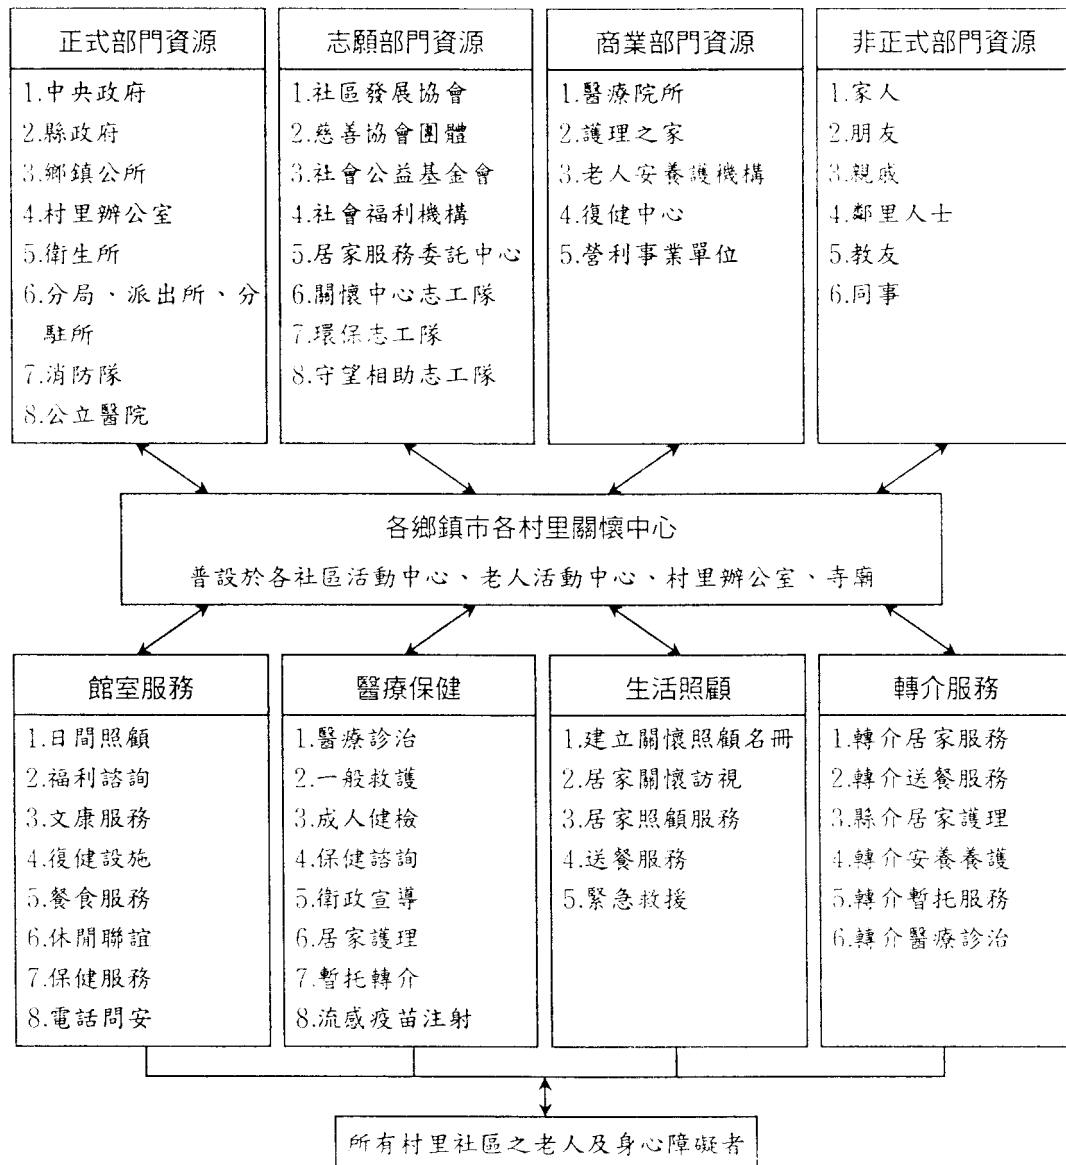 正式部門資源
1.中央政府
2.縣政府
3.鄉鎮公所
4.村里辦公室
5.衛生所
6.分局、派出所、分
駐所
7.消防隊
8.公立醫院
志願部門資源
1.社區發展協會
2.慈善協會團體
3.社會公益基金會
4.社會福利機構
5.居家服務委託中心
6.關懷中心志工隊
7.環保志工隊
8.守望相助志工隊
商業部門資源
1.醫療院所
2.護理之家
3.老人安養護機構
4.復健中心
5.營利事業單位
非正式部門資源
1.家人
2.朋友
3.親戚
4.鄰里人士
5.教友
6.同事
各鄉鎮市各村里關懷中心
普設於各社區活動中心、老人活動中心、村里辦公室、寺廟
館室服務
1.日間照顧
2.福利諮詢
3.文康服務
4.復健設施
5.餐食服務
6.休閒聯誼
7.保健服務
8.電話問安
醫療保健
1.醫療診治
2.一般救護
3.成人健檢
4.保健諮詢
5.衛政宣導
6.居家護理
7.暫托轉介
8.流感疫苗注射
生活照顧
1.建立關懷照顧名冊
2.居家關懷訪視
3.居家照顧服務
4.送餐服務
5.緊急救援
轉介服務
1.轉介居家服務
2.轉介送餐服務
3.縣介居家護理
4.轉介安養養護
5.轉介暫托服務
6.轉介醫療診治
所有村里社區之老人及身心障礙者